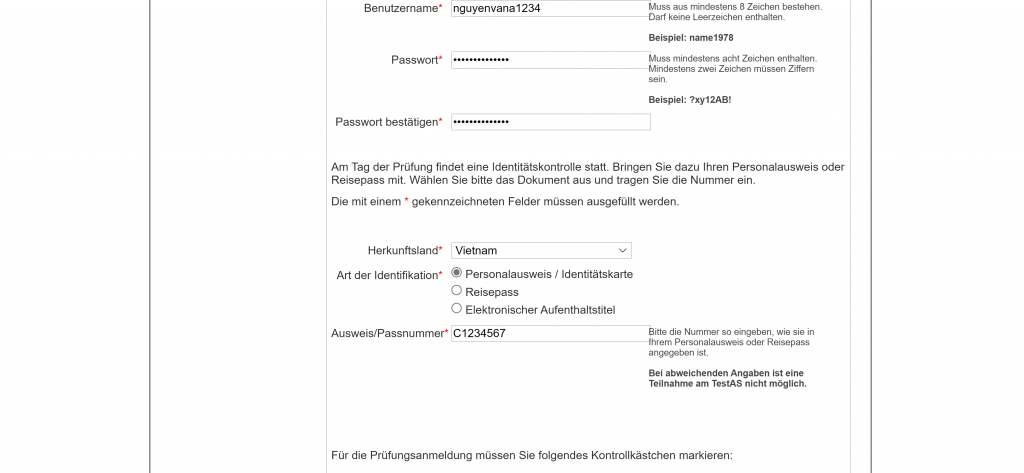 Benutzername* nguyenvana1234
Muss aus mindestens 8 Zeichen bestehen.
Darf keine Leerzeichen enthalten.
Beispiel: name1978
Passwort* ••••••••••••••
Muss mindestens acht Zeichen enthalten.
Mindestens zwei Zeichen müssen Ziffern
sein.
Beispiel: ?xy12AB!
Passwort bestätigen* ••••••••••••••
Am Tag der Prüfung findet eine Identitätskontrolle statt. Bringen Sie dazu Ihren Personalausweis oder
Reisepass mit. Wählen Sie bitte das Dokument aus und tragen Sie die Nummer ein.
Die mit einem * gekennzeichneten Felder müssen ausgefüllt werden.
Herkunftsland* Vietnam
Art der Identifikation* Personalausweis / Identitätskarte
Reisepass
Elektronischer Aufenthaltstitel
Ausweis/Passnummer* C1234567
Bitte die Nummer so eingeben, wie sie in
Ihrem Personalausweis oder Reisepass
angegeben ist.
Bei abweichenden Angaben ist eine
Teilnahme am TestAS nicht möglich.
Für die Prüfungsanmeldung müssen Sie folgendes Kontrollkästchen markieren: